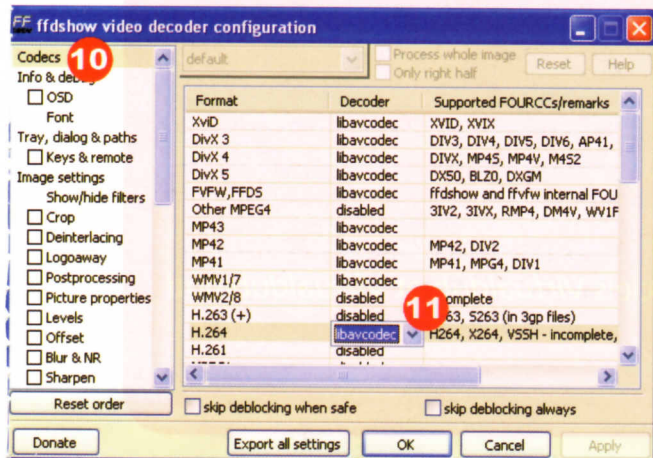 FF ffdshow video decoder configuration
Codecs 10
Info &
OSD
Font
Tray, dialog & paths
Keys & remote
Image settings
Show/hide filters
Crop
Deinterlacing
Logoaway
Postprocessing
Picture properties
Levels
Offset
Blur & NR
Sharpen
Reset order
default
Process whole image
Only right half
Reset
Help
Format Decoder Supported FOURCCs/remarks
XviD libavcodec XVID, XVIX
DivX 3 libavcodec DIV3, DIV4, DIV5, DIV6, AP41,
DivX 4 libavcodec DIVX, MP4S, MP4V, M4S2
DivX 5 libavcodec DX50, BLZ0, DXGM
FVFW,FFDS libavcodec ffdshow and ffvfw internal FOU
Other MPEG4 disabled 3IV2, 3IVX, RMP4, DM4V, WV1F
MP43 libavcodec
MP42 libavcodec MP42, DIV2
MP41 libavcodec MP41, MPG4, DIV1
WMV1/7 libavcodec
WMV2/8 disabled omplete
H.263 (+) disabled 11 63, S263 (in 3gp files)
H.264 libavcodec H264, X264, VSSH - incomplete,
H.261 disabled
skip deblocking when safe
skip deblocking always
Donate
Export all settings
OK
Cancel
Apply